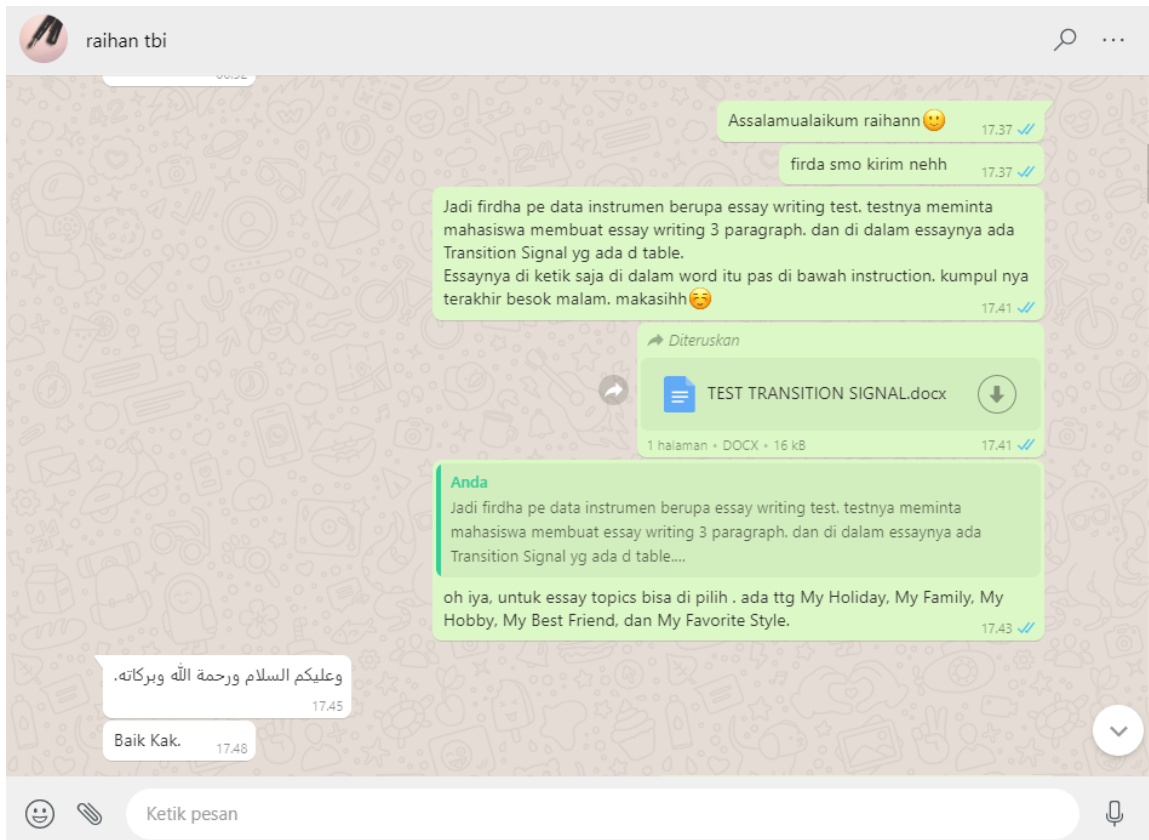 raihan tbi
Assalamualaikum raihann🙂
17.37
firda smo kirim nehh
17.37
Jadi firdha pe data instrumen berupa essay writing test. testnya meminta
mahasiswa membuat essay writing 3 paragraph. dan di dalam essaynya ada
Transition Signal yg ada d table.
Essaynya di ketik saja di dalam word itu pas di bawah instruction. kumpul nya
terakhir besok malam. makasihh☺️
17.41
Diteruskan
TEST TRANSITION SIGNAL.docx
1 halaman • DOCX • 16 kB
17.41
Anda
Jadi firdha pe data instrumen berupa essay writing test. testnya meminta
mahasiswa membuat essay writing 3 paragraph. dan di dalam essaynya ada
Transition Signal yg ada d table....
oh iya, untuk essay topics bisa di pilih . ada ttg My Holiday, My Family, My
Hobby, My Best Friend, dan My Favorite Style.
17.43
وعليكم السلام ورحمة الله وبركاته.
17.45
Baik Kak.
17.48
Ketik pesan